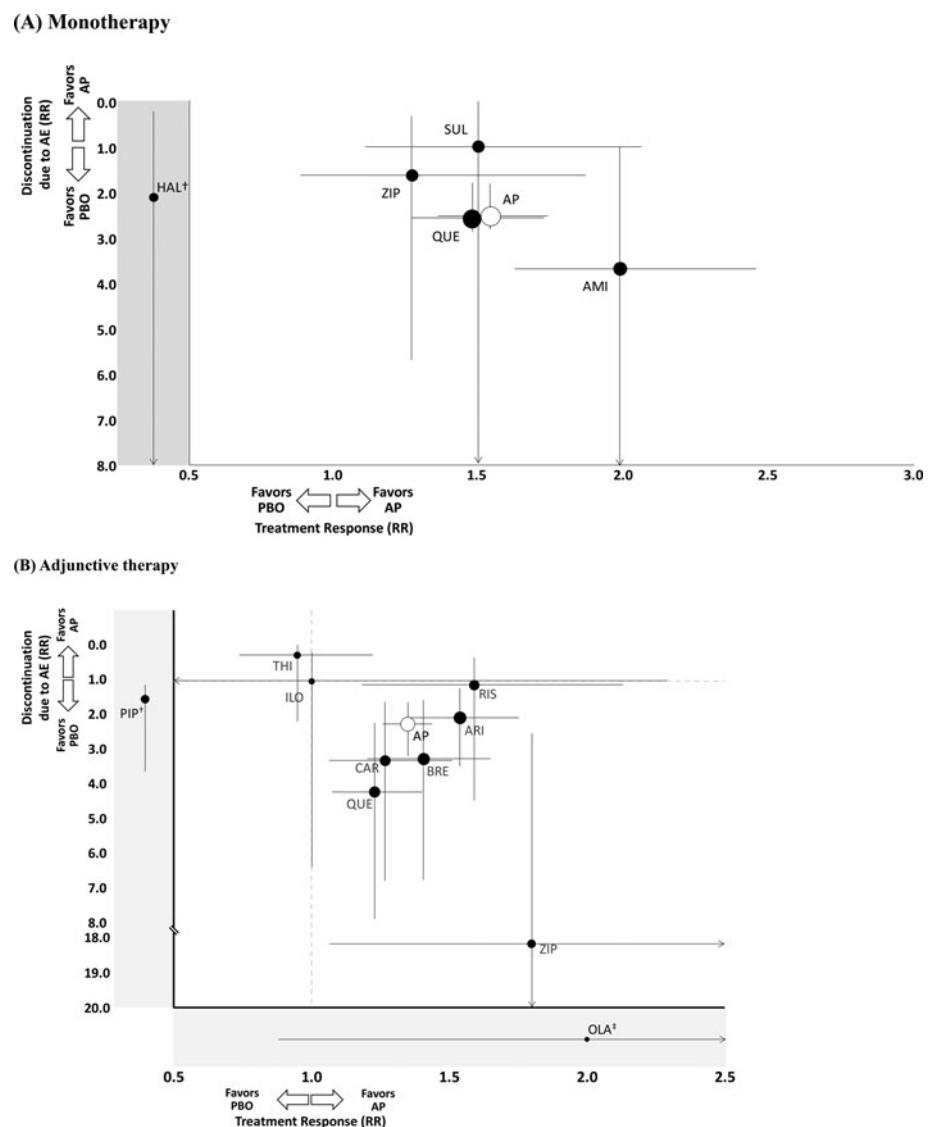 (A) Monotherapy
Discontinuation
due to AE (RR)
Favors
AP
Favors
PBO
0.0
1.0
2.0
3.0
4.0
5.0
6.0
7.0
8.0
HAL†
SUL
ZIP
AP
QUE
AMI
0.5
1.0
1.5
2.0
2.5
3.0
Favors
PBO
Favors
AP
Treatment Response (RR)
(B) Adjunctive therapy
Discontinuation
due to AE (RR)
Favors
AP
Favors
PBO
0.0
1.0
2.0
3.0
4.0
5.0
6.0
7.0
8.0
18.0
19.0
20.0
PIP†
THI
ILO
RIS
ARI
AP
CAR
BRE
QUE
ZIP
OLA‡
0.5
1.0
1.5
2.0
2.5
Favors
PBO
Favors
AP
Treatment Response (RR)